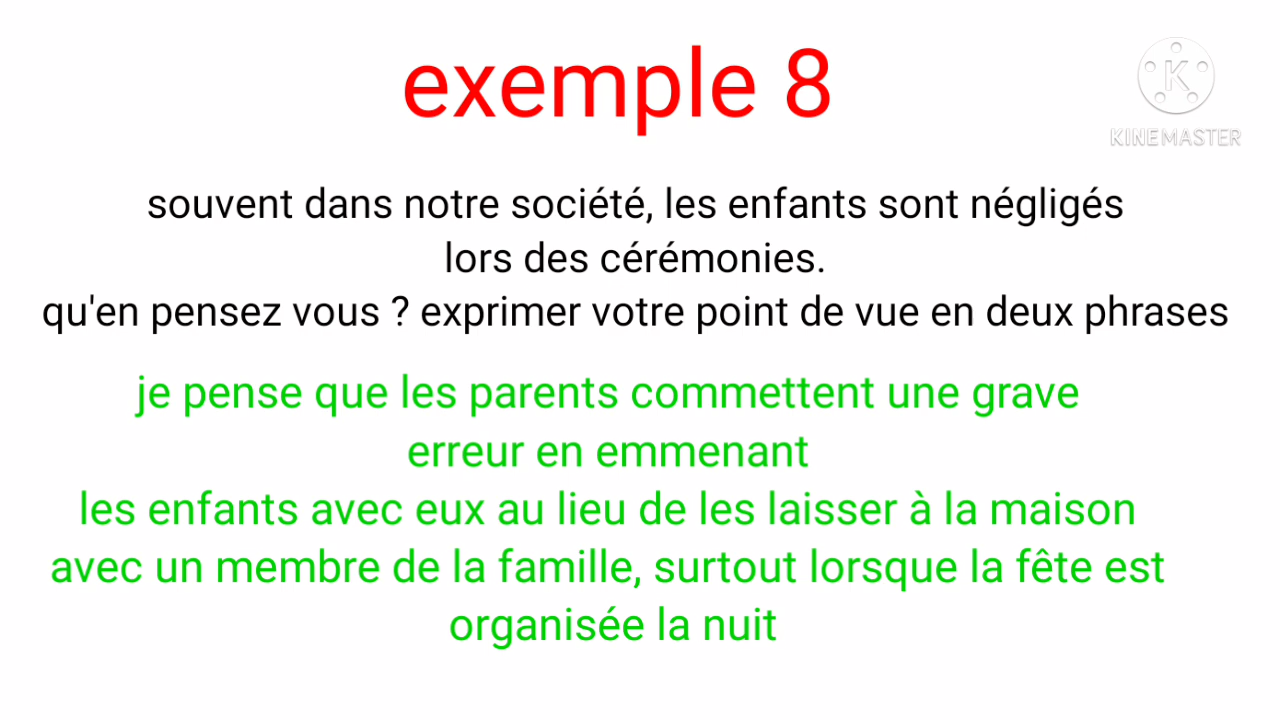 exemple 8
KINEMASTER
souvent dans notre société, les enfants sont négligés
lors des cérémonies.
qu'en pensez vous ? exprimer votre point de vue en deux phrases
je pense que les parents commettent une grave
erreur en emmenant
les enfants avec eux au lieu de les laisser à la maison
avec un membre de la famille, surtout lorsque la fête est
organisée la nuit